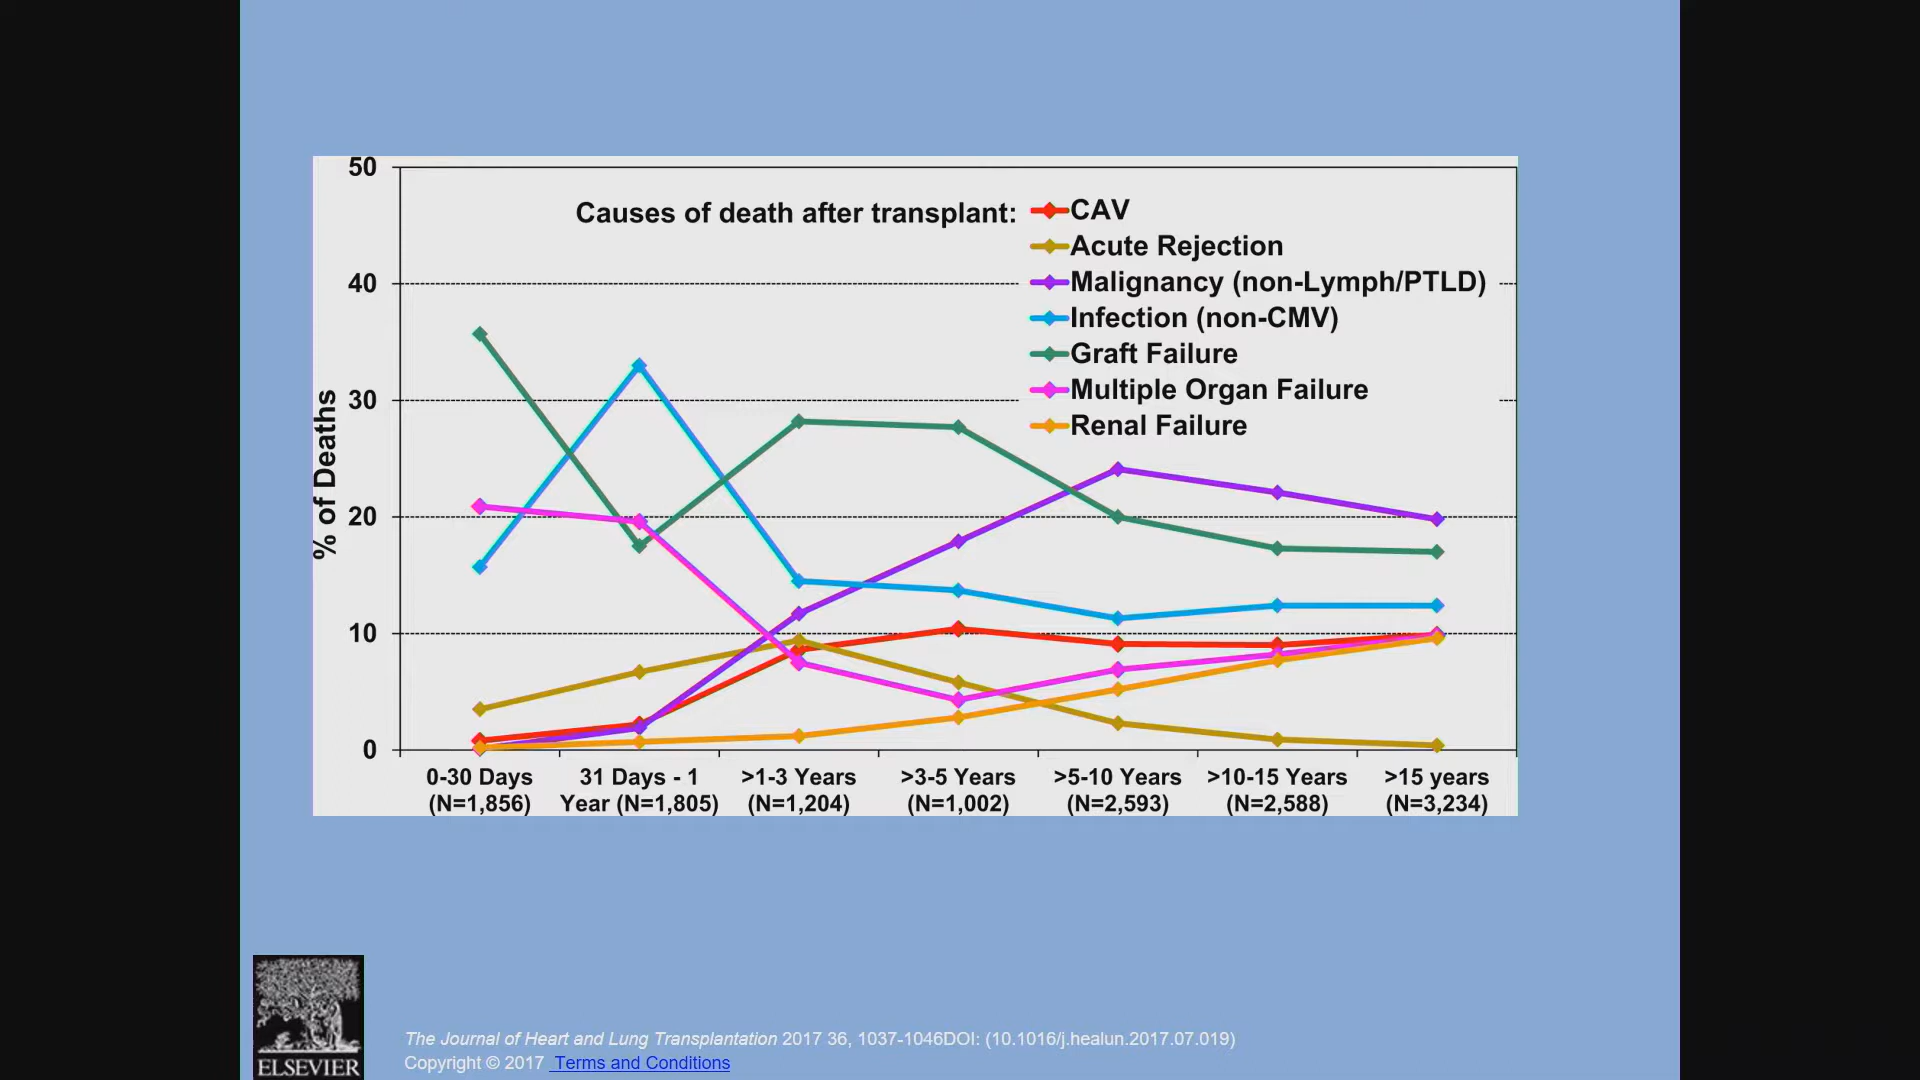 50
Causes of death after transplant:
CAV
Acute Rejection
Malignancy (non-Lymph/PTLD)
Infection (non-CMV)
Graft Failure
Multiple Organ Failure
Renal Failure
40
30
20
10
0
% of Deaths
0-30 Days
(N=1,856)
31 Days - 1
Year (N=1,805)
>1-3 Years
(N=1,204)
>3-5 Years
(N=1,002)
>5-10 Years
(N=2,593)
>10-15 Years
(N=2,588)
>15 years
(N=3,234)
ELSEVIER
The Journal of Heart and Lung Transplantation 2017 36, 1037-1046DOI: (10.1016/j.healun.2017.07.019)
Copyright © 2017 Terms and Conditions